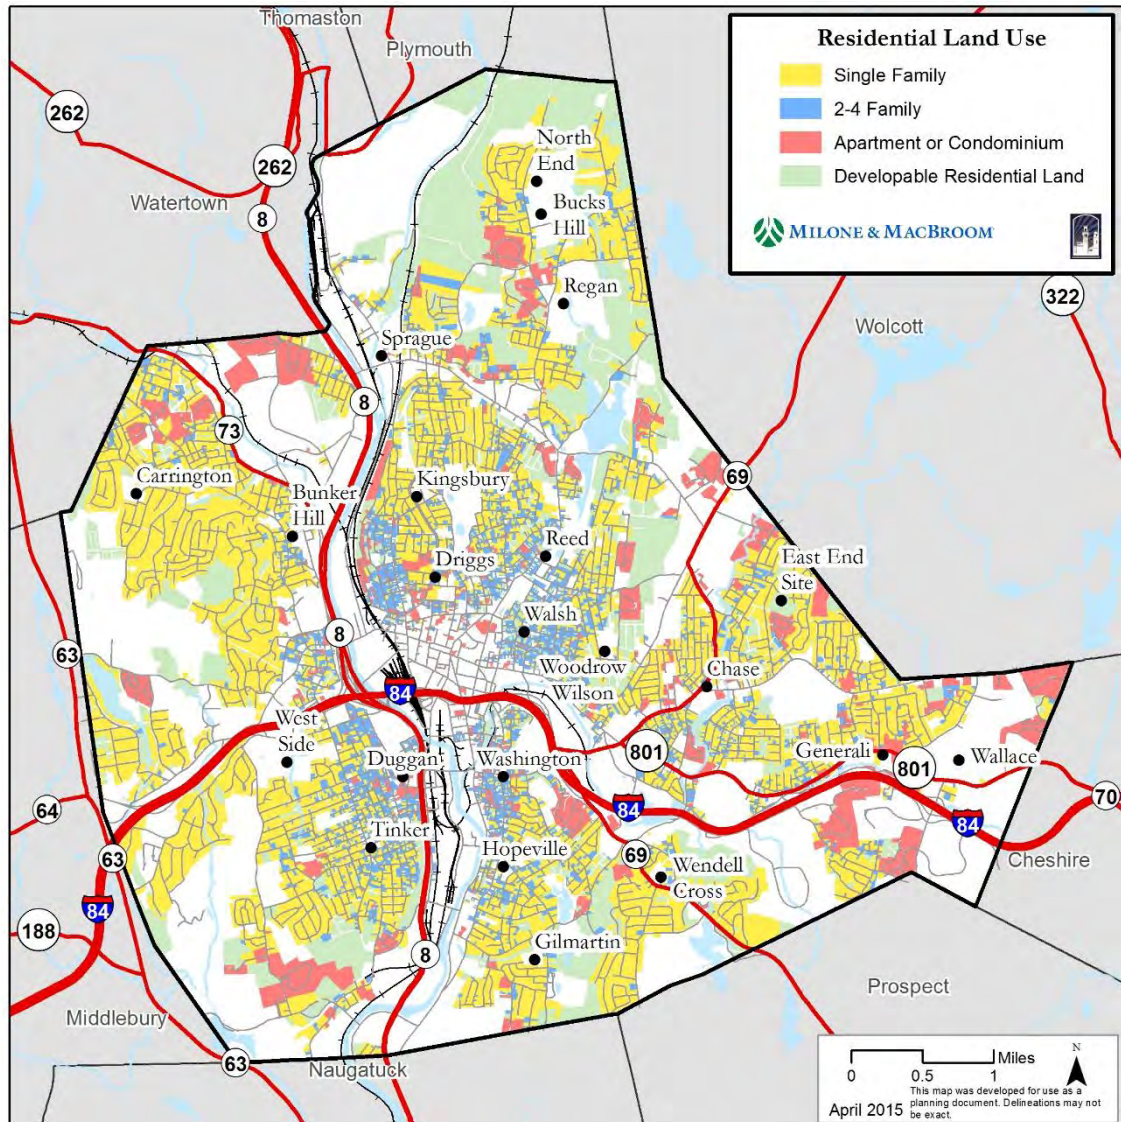 Thomaston
Plymouth
Residential Land Use
Single Family
2-4 Family
Apartment or Condominium
Developable Residential Land
MILONE & MACBROOM
262
262
Watertown
8
North
End
Bucks
Hill
Regan
322
Wolcott
Sprague
8
73
69
Carrington
Kingsbury
Bunker
Hill
Reed
East End
Site
Driggs
Walsh
8
63
Woodrow
Wilson
Chase
84
West
Side
801
Generali
801
Wallace
Duggan
Washington
70
64
84
84
Tinker
Hopeville
69
63
Wendell
Cross
Cheshire
84
188
8
Gilmartin
Prospect
Middlebury
63
Naugatuck
Miles
0 0.5 1
N
April 2015
This map was developed for use as a
planning document. Delineations may not
be exact.